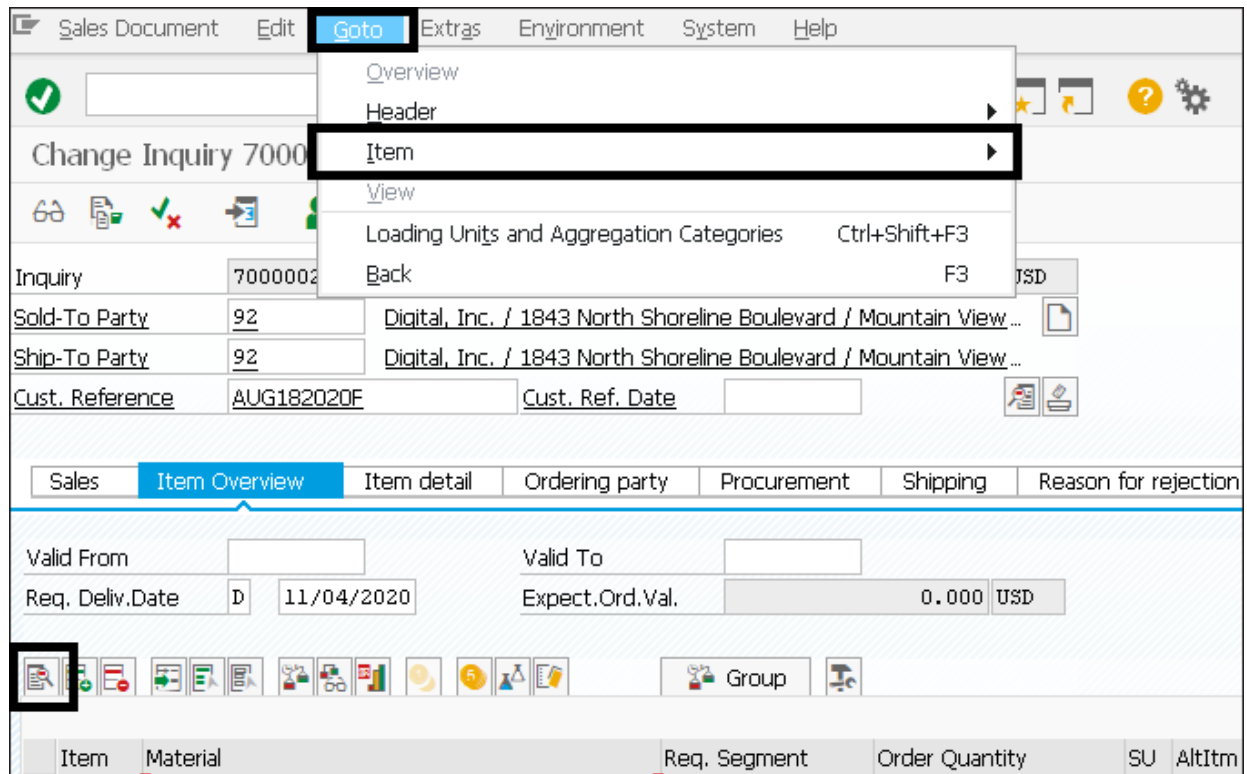 Sales Document Edit Goto Extras Environment System Help
Overview
Header
Change Inquiry 7000
Item
View
Loading Units and Aggregation Categories Ctrl+Shift+F3
Back F3
Inquiry 7000002 USD
Sold-To Party 92 Digital, Inc. / 1843 North Shoreline Boulevard / Mountain View...
Ship-To Party 92 Digital, Inc. / 1843 North Shoreline Boulevard / Mountain View...
Cust. Reference AUG182020F Cust. Ref. Date
Sales Item Overview Item detail Ordering party Procurement Shipping Reason for rejection
Valid From Valid To
Req. Deliv.Date D 11/04/2020 Expect.Ord.Val. 0.000 USD
Group
Item Material Req. Segment Order Quantity SU AltItm